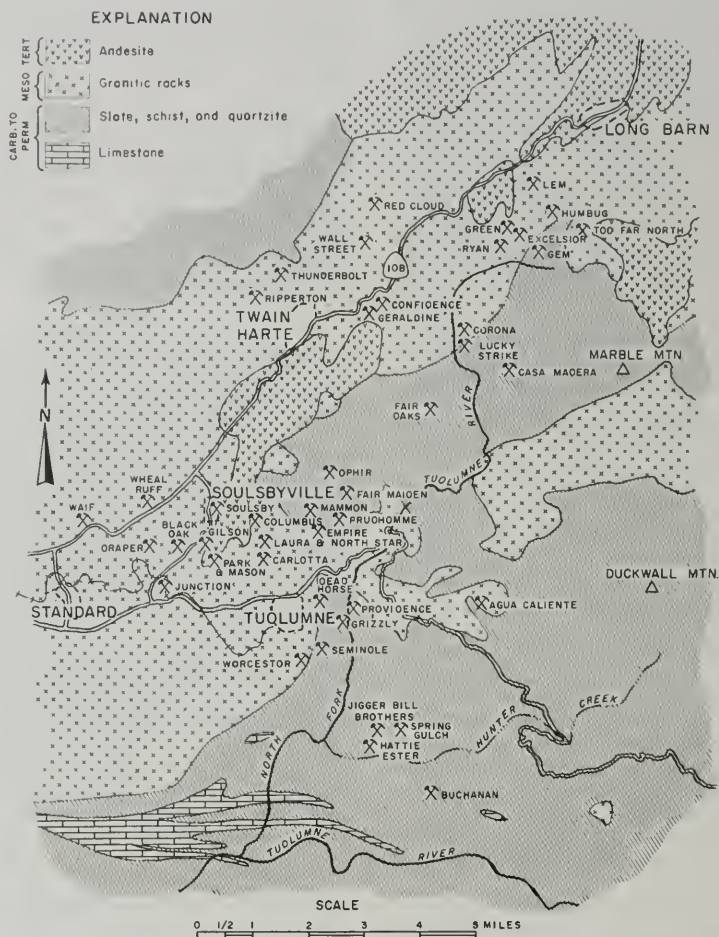 EXPLANATION
TERT
Andesite
MESO
Granitic rocks
CARB. TO
PERM
Slate, schist, and quartzite
Limestone
LONG BARN
LEM
RED CLOUD
HUMBUG
GREEN
TOO FAR NORTH
EXCELSIOR
WALL
STREET
RYAN
GEM
108
THUNDERBOLT
RIPPERTON
TWAIN
HARTE
CONFIDENCE
GERALDINE
CORONA
LUCKY
STRIKE
MARBLE MTN
CASA MADERA
N
FAIR
OAKS
RIVER
TUOLUMNE
OPHIR
WHEAL
RUFF
SOULSBYVILLE
FAIR MAIDEN
WAIF
SOULSBY
MAMMON
BLACK
OAK
COLUMBUS
PRUDHOMME
GILSON
EMPIRE
DRAPER
LAURA & NORTH STAR
PARK
& MASON
CARLOTTA
JUNCTION
DEAD
HORSE
DUCKWALL MTN.
STANDARD
PROVIDENCE
AGUA CALIENTE
TUOLUMNE
GRIZZLY
SEMINOLE
WORCESTOR
FORK
JIGGER BILL
BROTHERS
SPRING
GULCH
HUNTER
CREEK
HATTIE
ESTER
NORTH
BUCHANAN
TUOLUMNE
RIVER
SCALE
0 1/2 1 2 3 4 5 MILES